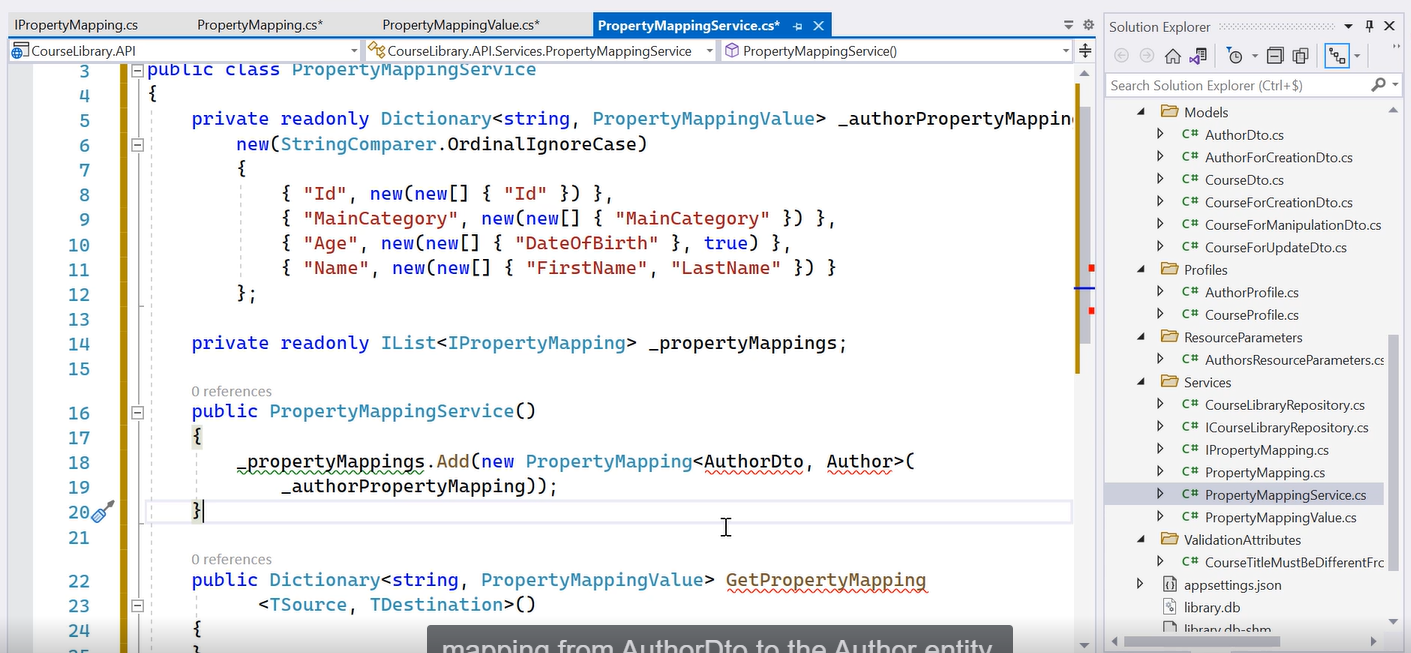 IPropertyMapping.cs PropertyMapping.cs* PropertyMappingValue.cs* PropertyMappingService.cs*
CourseLibrary.API CourseLibrary.API.Services.PropertyMappingService PropertyMappingService()
3 public class PropertyMappingService
4 {
5 private readonly Dictionary<string, PropertyMappingValue> _authorPropertyMappin
6 new(StringComparer.OrdinalIgnoreCase)
7 {
8 { "Id", new(new[] { "Id" }) },
9 { "MainCategory", new(new[] { "MainCategory" }) },
10 { "Age", new(new[] { "DateOfBirth" }, true) },
11 { "Name", new(new[] { "FirstName", "LastName" }) }
12 };
13
14 private readonly IList<IPropertyMapping> _propertyMappings;
15
0 references
16 public PropertyMappingService()
17 {
18 _propertyMappings.Add(new PropertyMapping<AuthorDto, Author>(
19 _authorPropertyMapping));
20 }
21
0 references
22 public Dictionary<string, PropertyMappingValue> GetPropertyMapping
23 <TSource, TDestination>()
24 {
25 }
mapping from AuthorDto to the Author entity
Solution Explorer
Search Solution Explorer (Ctrl+$)
Models
C# AuthorDto.cs
C# AuthorForCreationDto.cs
C# CourseDto.cs
C# CourseForCreationDto.cs
C# CourseForManipulationDto.cs
C# CourseForUpdateDto.cs
Profiles
C# AuthorProfile.cs
C# CourseProfile.cs
ResourceParameters
C# AuthorsResourceParameters.cs
Services
C# CourseLibraryRepository.cs
C# ICourseLibraryRepository.cs
C# IPropertyMapping.cs
C# PropertyMapping.cs
C# PropertyMappingService.cs
C# PropertyMappingValue.cs
ValidationAttributes
C# CourseTitleMustBeDifferentFrc
appsettings.json
library.db
library.db-shm